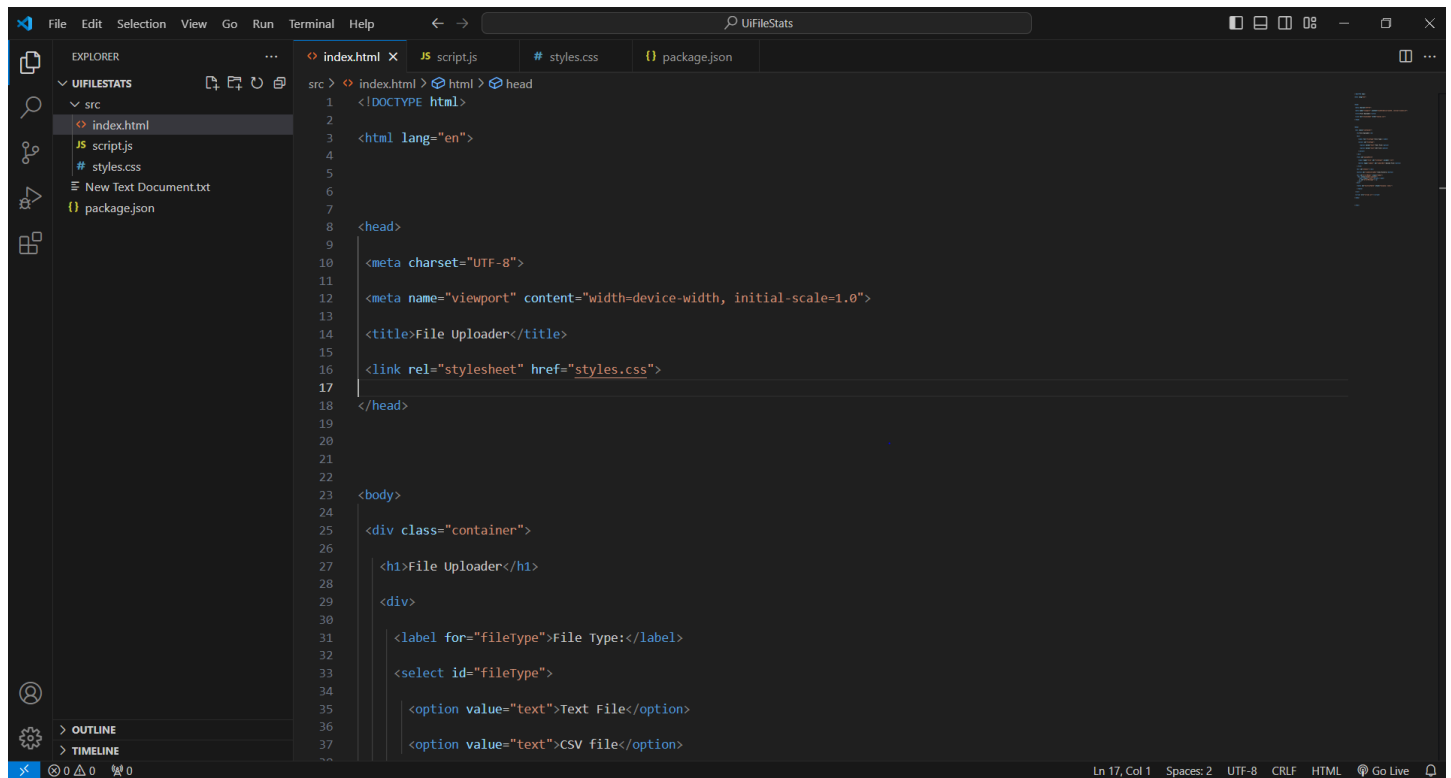 File Edit Selection View Go Run Terminal Help UiFileStats
EXPLORER
UIFILESTATS
src
index.html
JS script.js
# styles.css
New Text Document.txt
{} package.json
OUTLINE
TIMELINE
index.html JS script.js # styles.css {} package.json
src > index.html > html > head
1 <!DOCTYPE html>
2
3 <html lang="en">
4
5
6
7
8 <head>
9
10 <meta charset="UTF-8">
11
12 <meta name="viewport" content="width=device-width, initial-scale=1.0">
13
14 <title>File Uploader</title>
15
16 <link rel="stylesheet" href="styles.css">
17
18 </head>
19
20
21
22
23 <body>
24
25 <div class="container">
26
27 <h1>File Uploader</h1>
28
29 <div>
30
31 <label for="fileType">File Type:</label>
32
33 <select id="fileType">
34
35 <option value="text">Text File</option>
36
37 <option value="text">CSV file</option>
0 0 0 Ln 17, Col 1 Spaces: 2 UTF-8 CRLF HTML Go Live